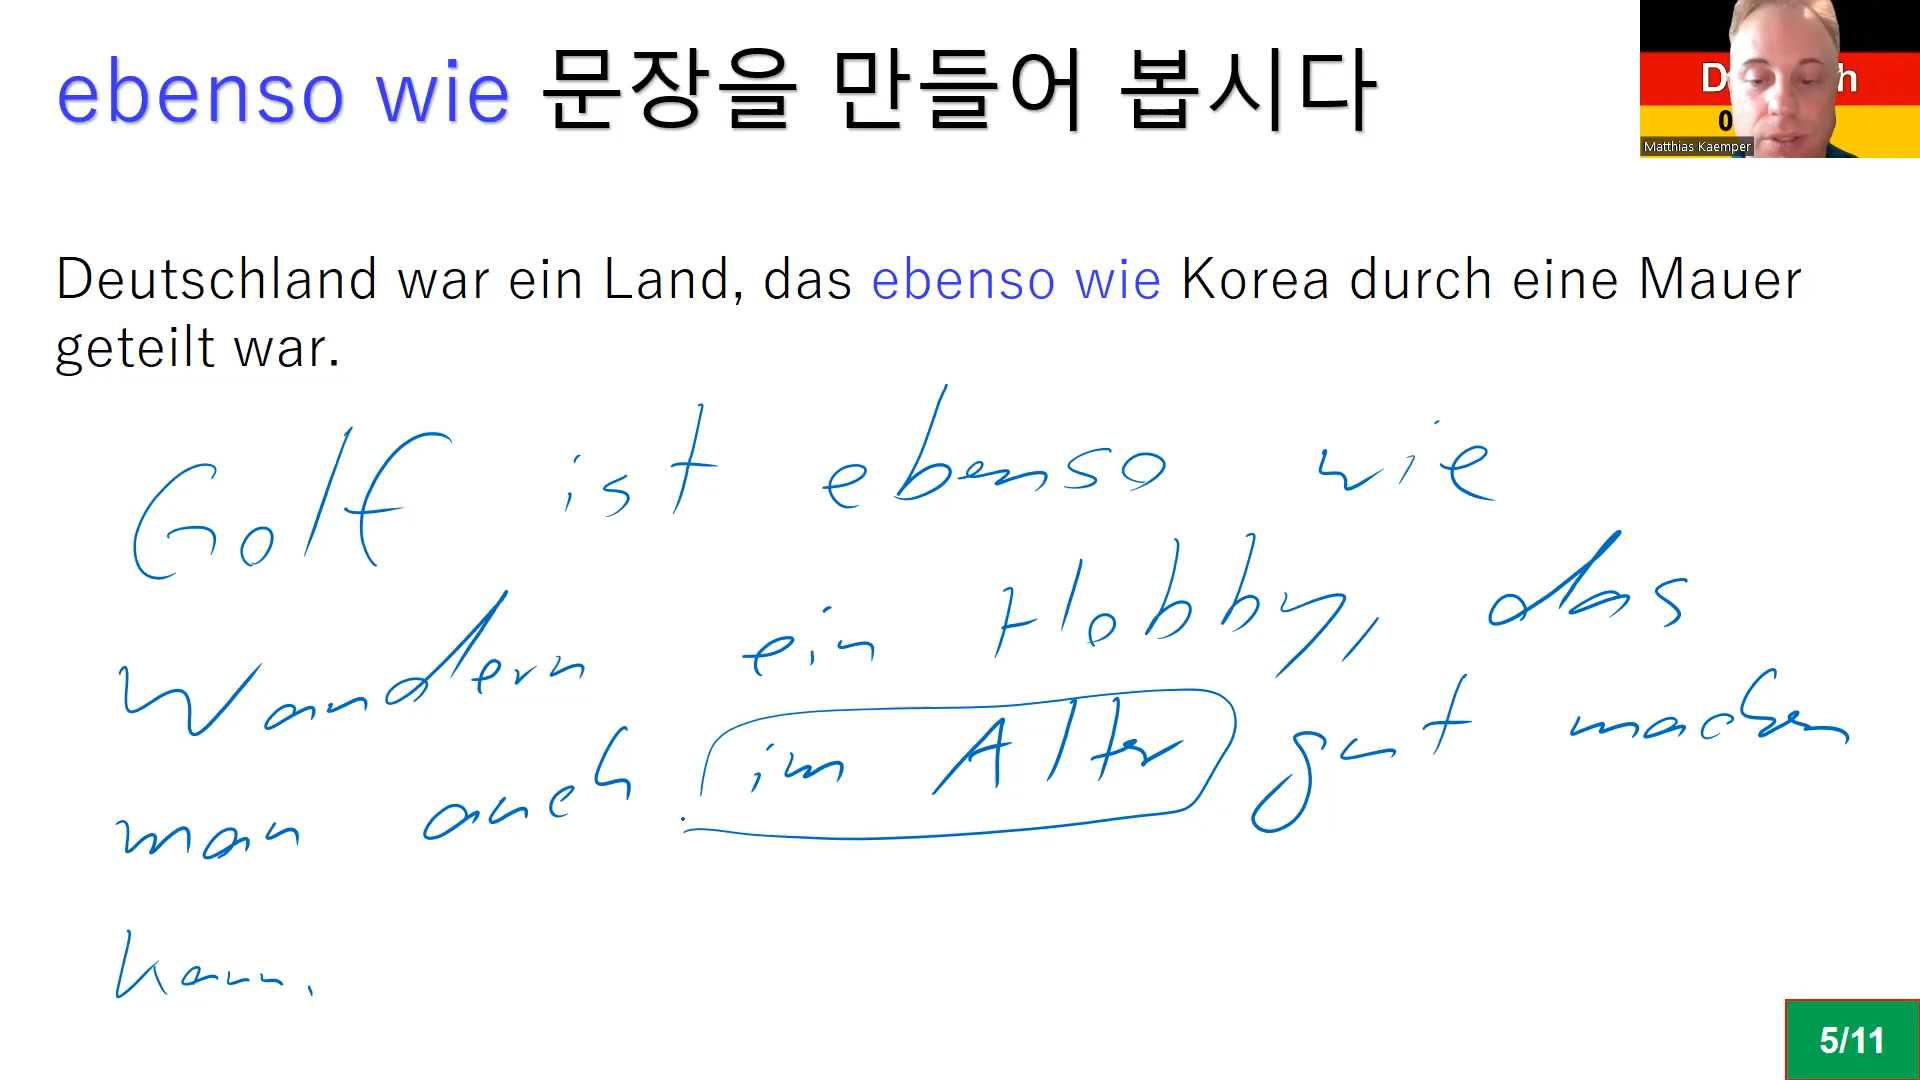 ebenso wie 문장을 만들어 봅시다
D h
0
Matthias Kaemper
Deutschland war ein Land, das ebenso wie Korea durch eine Mauer
geteilt war.
Golf ist ebenso wie
Wandern ein Hobby, das
man auch im Alter gut machen
kann.
5/11